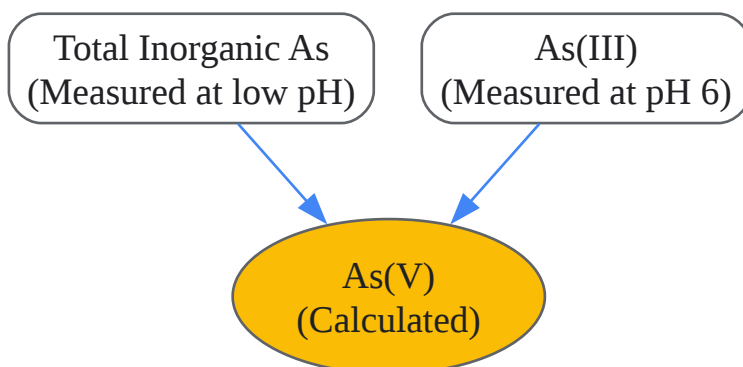 Total Inorganic As
(Measured at low pH)
As(III)
(Measured at pH 6)
As(V)
(Calculated)